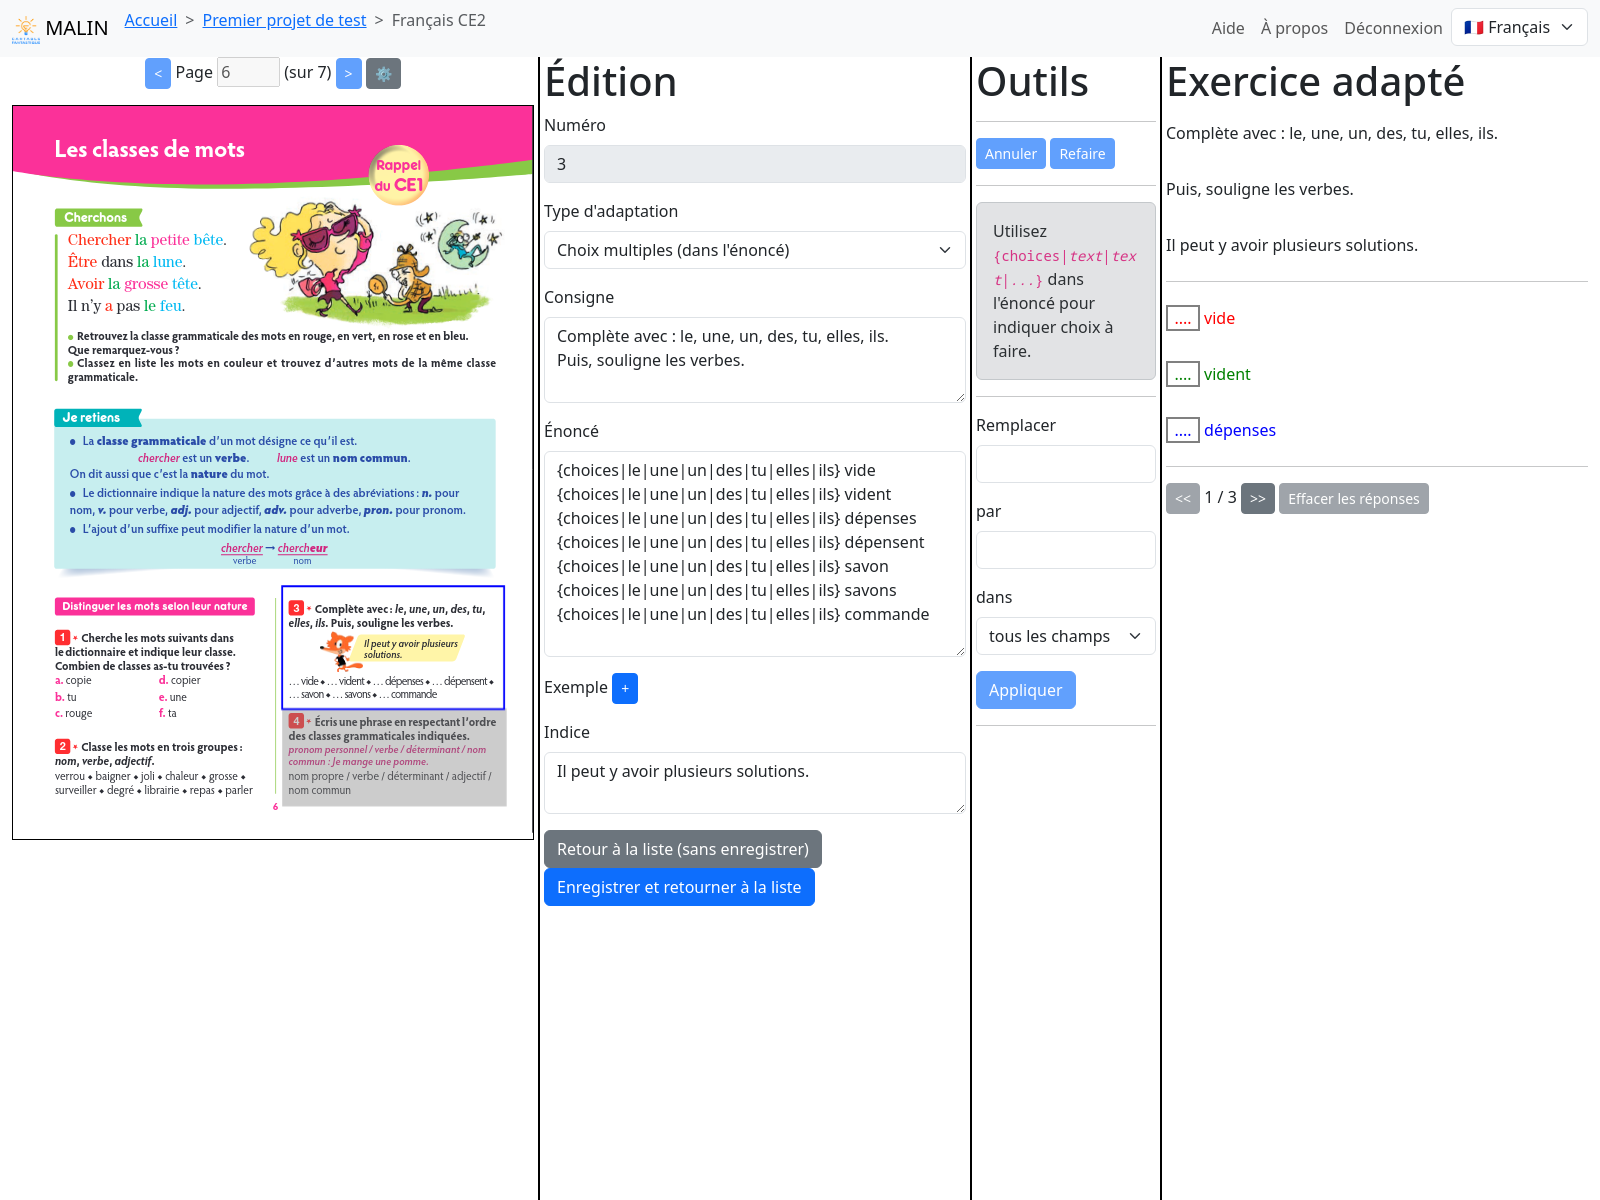 MALIN
Accueil > Premier projet de test > Français CE2
Aide À propos Déconnexion 🇫🇷 Français
< Page 6 (sur 7) > ⚙️
Les classes de mots
Rappel
du CE1
Cherchons
Chercher la petite bête.
Être dans la lune.
Avoir la grosse tête.
Il n’y a pas le feu.
● Retrouvez la classe grammaticale des mots en rouge, en vert, en rose et en bleu.
Que remarquez-vous ?
● Classez en liste les mots en couleur et trouvez d’autres mots de la même classe
grammaticale.
Je retiens
● La classe grammaticale d’un mot désigne ce qu’il est.
chercher est un verbe. lune est un nom commun.
On dit aussi que c’est la nature du mot.
● Le dictionnaire indique la nature des mots grâce à des abréviations : n. pour
nom, v. pour verbe, adj. pour adjectif, adv. pour adverbe, pron. pour pronom.
● L’ajout d’un suffixe peut modifier la nature d’un mot.
chercher → chercheur
verbe nom
Distinguer les mots selon leur nature
1 * Cherche les mots suivants dans
le dictionnaire et indique leur classe.
Combien de classes as-tu trouvées ?
a. copie d. copier
b. tu e. une
c. rouge f. ta
2 * Classe les mots en trois groupes :
nom, verbe, adjectif.
verrou ◆ baigner ◆ joli ◆ chaleur ◆ grosse ◆
surveiller ◆ degré ◆ librairie ◆ repas ◆ parler
3 * Complète avec : le, une, un, des, tu,
elles, ils. Puis, souligne les verbes.
Il peut y avoir plusieurs
solutions.
… vide ◆ … vident ◆ … dépenses ◆ … dépensent ◆
… savon ◆ … savons ◆ … commande
4 * Écris une phrase en respectant l’ordre
des classes grammaticales indiquées.
pronom personnel / verbe / déterminant / nom
commun : Je mange une pomme.
nom propre / verbe / déterminant / adjectif /
nom commun
6
Édition
Numéro
3
Type d'adaptation
Choix multiples (dans l'énoncé)
Consigne
Complète avec : le, une, un, des, tu, elles, ils.
Puis, souligne les verbes.
Énoncé
{choices|le|une|un|des|tu|elles|ils} vide
{choices|le|une|un|des|tu|elles|ils} vident
{choices|le|une|un|des|tu|elles|ils} dépenses
{choices|le|une|un|des|tu|elles|ils} dépensent
{choices|le|une|un|des|tu|elles|ils} savon
{choices|le|une|un|des|tu|elles|ils} savons
{choices|le|une|un|des|tu|elles|ils} commande
Exemple +
Indice
Il peut y avoir plusieurs solutions.
Retour à la liste (sans enregistrer)
Enregistrer et retourner à la liste
Outils
Annuler Refaire
Utilisez
{choices|text|tex
t|...} dans
l'énoncé pour
indiquer choix à
faire.
Remplacer
par
dans
tous les champs
Appliquer
Exercice adapté
Complète avec : le, une, un, des, tu, elles, ils.
Puis, souligne les verbes.
Il peut y avoir plusieurs solutions.
.... vide
.... vident
.... dépenses
<< 1 / 3 >> Effacer les réponses